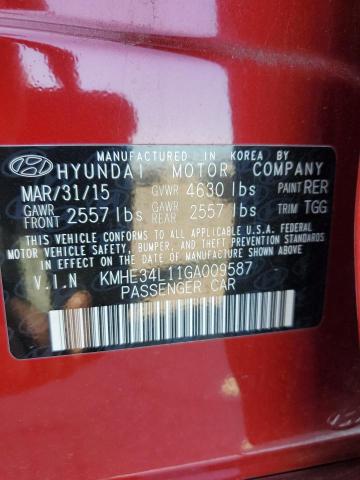 MANUFACTURED IN KOREA BY
HYUNDAI MOTOR COMPANY
MAR/31/15 GVWR 4630 lbs PAINT RER
GAWR FRONT 2557 lbs GAWR REAR 2557 lbs TRIM TGG
THIS VEHICLE CONFORMS TO ALL APPLICABLE FEDERAL
MOTOR VEHICLE SAFETY, BUMPER, AND THEFT PREVENTION
STANDARDS IN EFFECT ON THE DATE OF MANUFACTURE SHOWN ABOVE.
V.I.N KMHE34L11GA009587
PASSENGER CAR